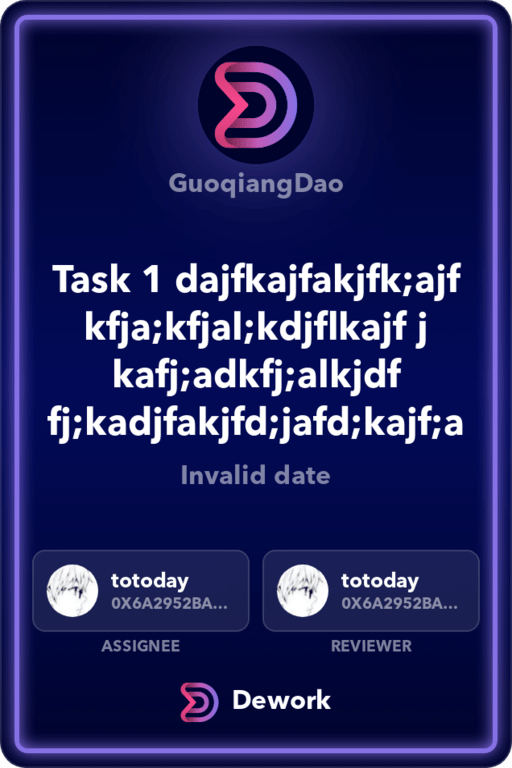 GuoqiangDao
Task 1 dajfkajfakjfk;ajf
kfja;kfjal;kdjflkajf j
kafj;adkfj;alkjdf
fj;kadjfakjfd;jafd;kajf;a
Invalid date
totoday
0X6A2952BA...
totoday
0X6A2952BA...
ASSIGNEE
REVIEWER
Dework